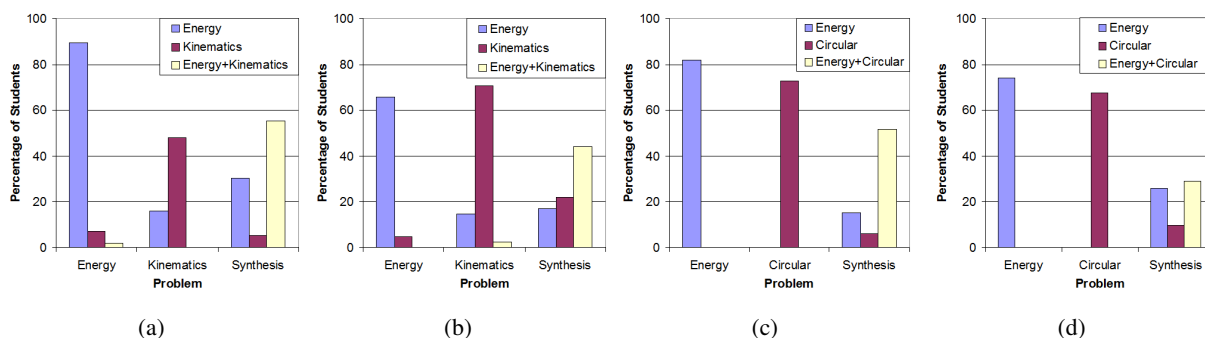 100
80
60
40
20
0
Percentage of Students
Energy
Kinematics
Energy+Kinematics
Energy Kinematics Synthesis
Problem
(a)
100
80
60
40
20
0
Percentage of Students
Energy
Kinematics
Energy+Kinematics
Energy Kinematics Synthesis
Problem
(b)
100
80
60
40
20
0
Percentage of Students
Energy
Circular
Energy+Circular
Energy Circular Synthesis
Problem
(c)
100
80
60
40
20
0
Percentage of Students
Energy
Circular
Energy+Circular
Energy Circular Synthesis
Problem
(d)